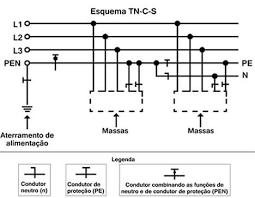 Esquema TN-C-S
L1
L2
L3
PEN
PE
N
Aterramento de
alimentação
Massas
Massas
Legenda
Condutor
neutro (n)
Condutor de
proteção (PE)
Condutor combinando as funções de
neutro e de condutor de proteção (PEN)